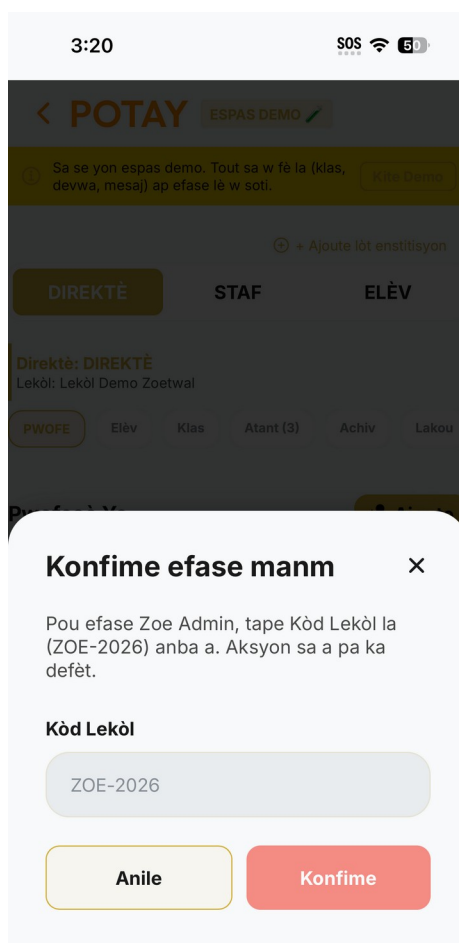 3:20
SOS
50
POTAY
ESPAS DEMO
Sa se yon espas demo. Tout sa w fè la (klas,
devwa, mesaj) ap efase lè w soti.
Kite Demo
+ Ajoute lòt enstitisyon
DIREKTÈ
STAF
ELÈV
Direktè: DIREKTÈ
Lekòl: Lekòl Demo Zoetwal
PWOFE
Elèv
Klas
Atant (3)
Achiv
Lakou
Konfime efase manm
Pou efase Zoe Admin, tape Kòd Lekòl la
(ZOE-2026) anba a. Aksyon sa a pa ka
defèt.
Kòd Lekòl
ZOE-2026
Anile
Konfime